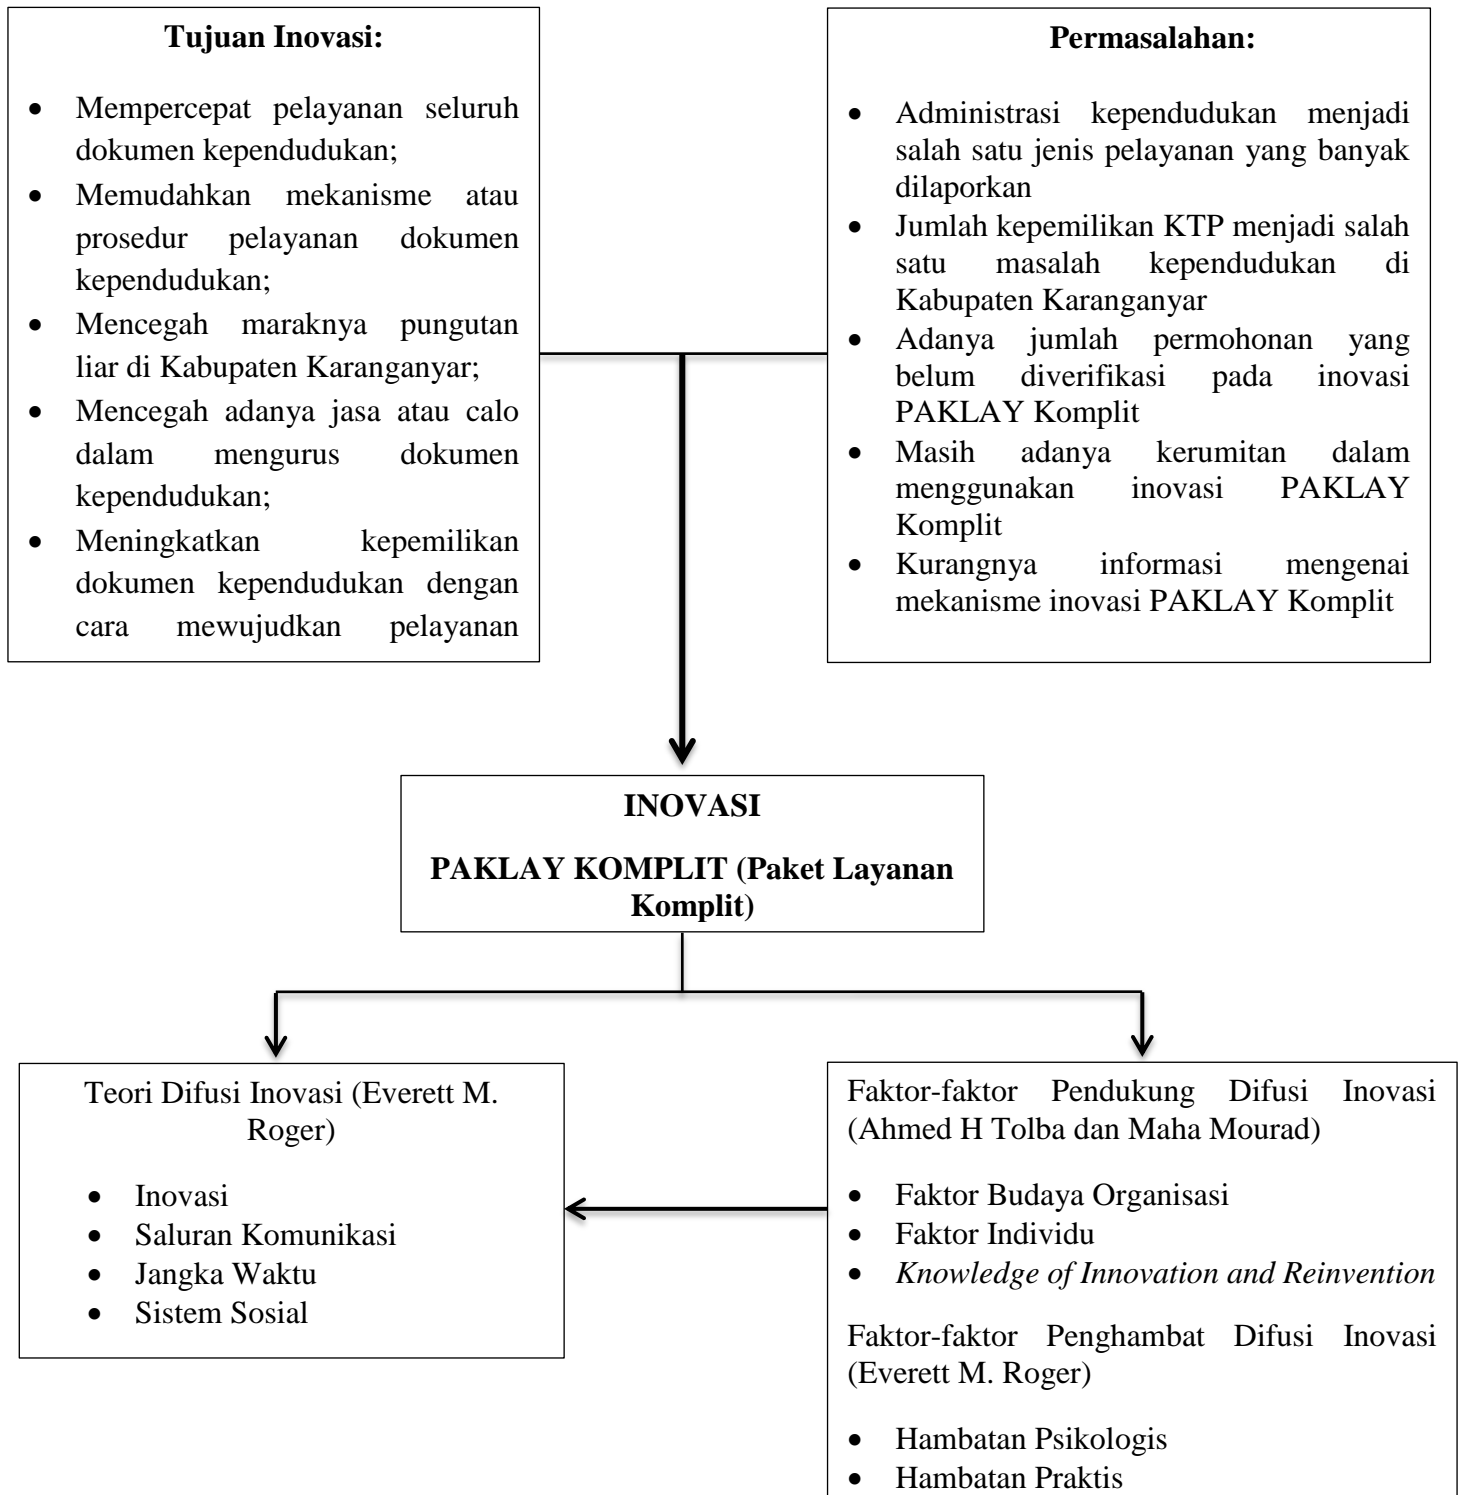 Tujuan Inovasi:
• Mempercepat pelayanan seluruh
dokumen kependudukan;
• Memudahkan mekanisme atau
prosedur pelayanan dokumen
kependudukan;
• Mencegah maraknya pungutan
liar di Kabupaten Karanganyar;
• Mencegah adanya jasa atau calo
dalam mengurus dokumen
kependudukan;
• Meningkatkan kepemilikan
dokumen kependudukan dengan
cara mewujudkan pelayanan
Permasalahan:
• Administrasi kependudukan menjadi
salah satu jenis pelayanan yang banyak
dilaporkan
• Jumlah kepemilikan KTP menjadi salah
satu masalah kependudukan di
Kabupaten Karanganyar
• Adanya jumlah permohonan yang
belum diverifikasi pada inovasi
PAKLAY Komplit
• Masih adanya kerumitan dalam
menggunakan inovasi PAKLAY
Komplit
• Kurangnya informasi mengenai
mekanisme inovasi PAKLAY Komplit
INOVASI
PAKLAY KOMPLIT (Paket Layanan
Komplit)
Teori Difusi Inovasi (Everett M.
Roger)
• Inovasi
• Saluran Komunikasi
• Jangka Waktu
• Sistem Sosial
Faktor-faktor Pendukung Difusi Inovasi
(Ahmed H Tolba dan Maha Mourad)
• Faktor Budaya Organisasi
• Faktor Individu
• Knowledge of Innovation and Reinvention
Faktor-faktor Penghambat Difusi Inovasi
(Everett M. Roger)
• Hambatan Psikologis
• Hambatan Praktis